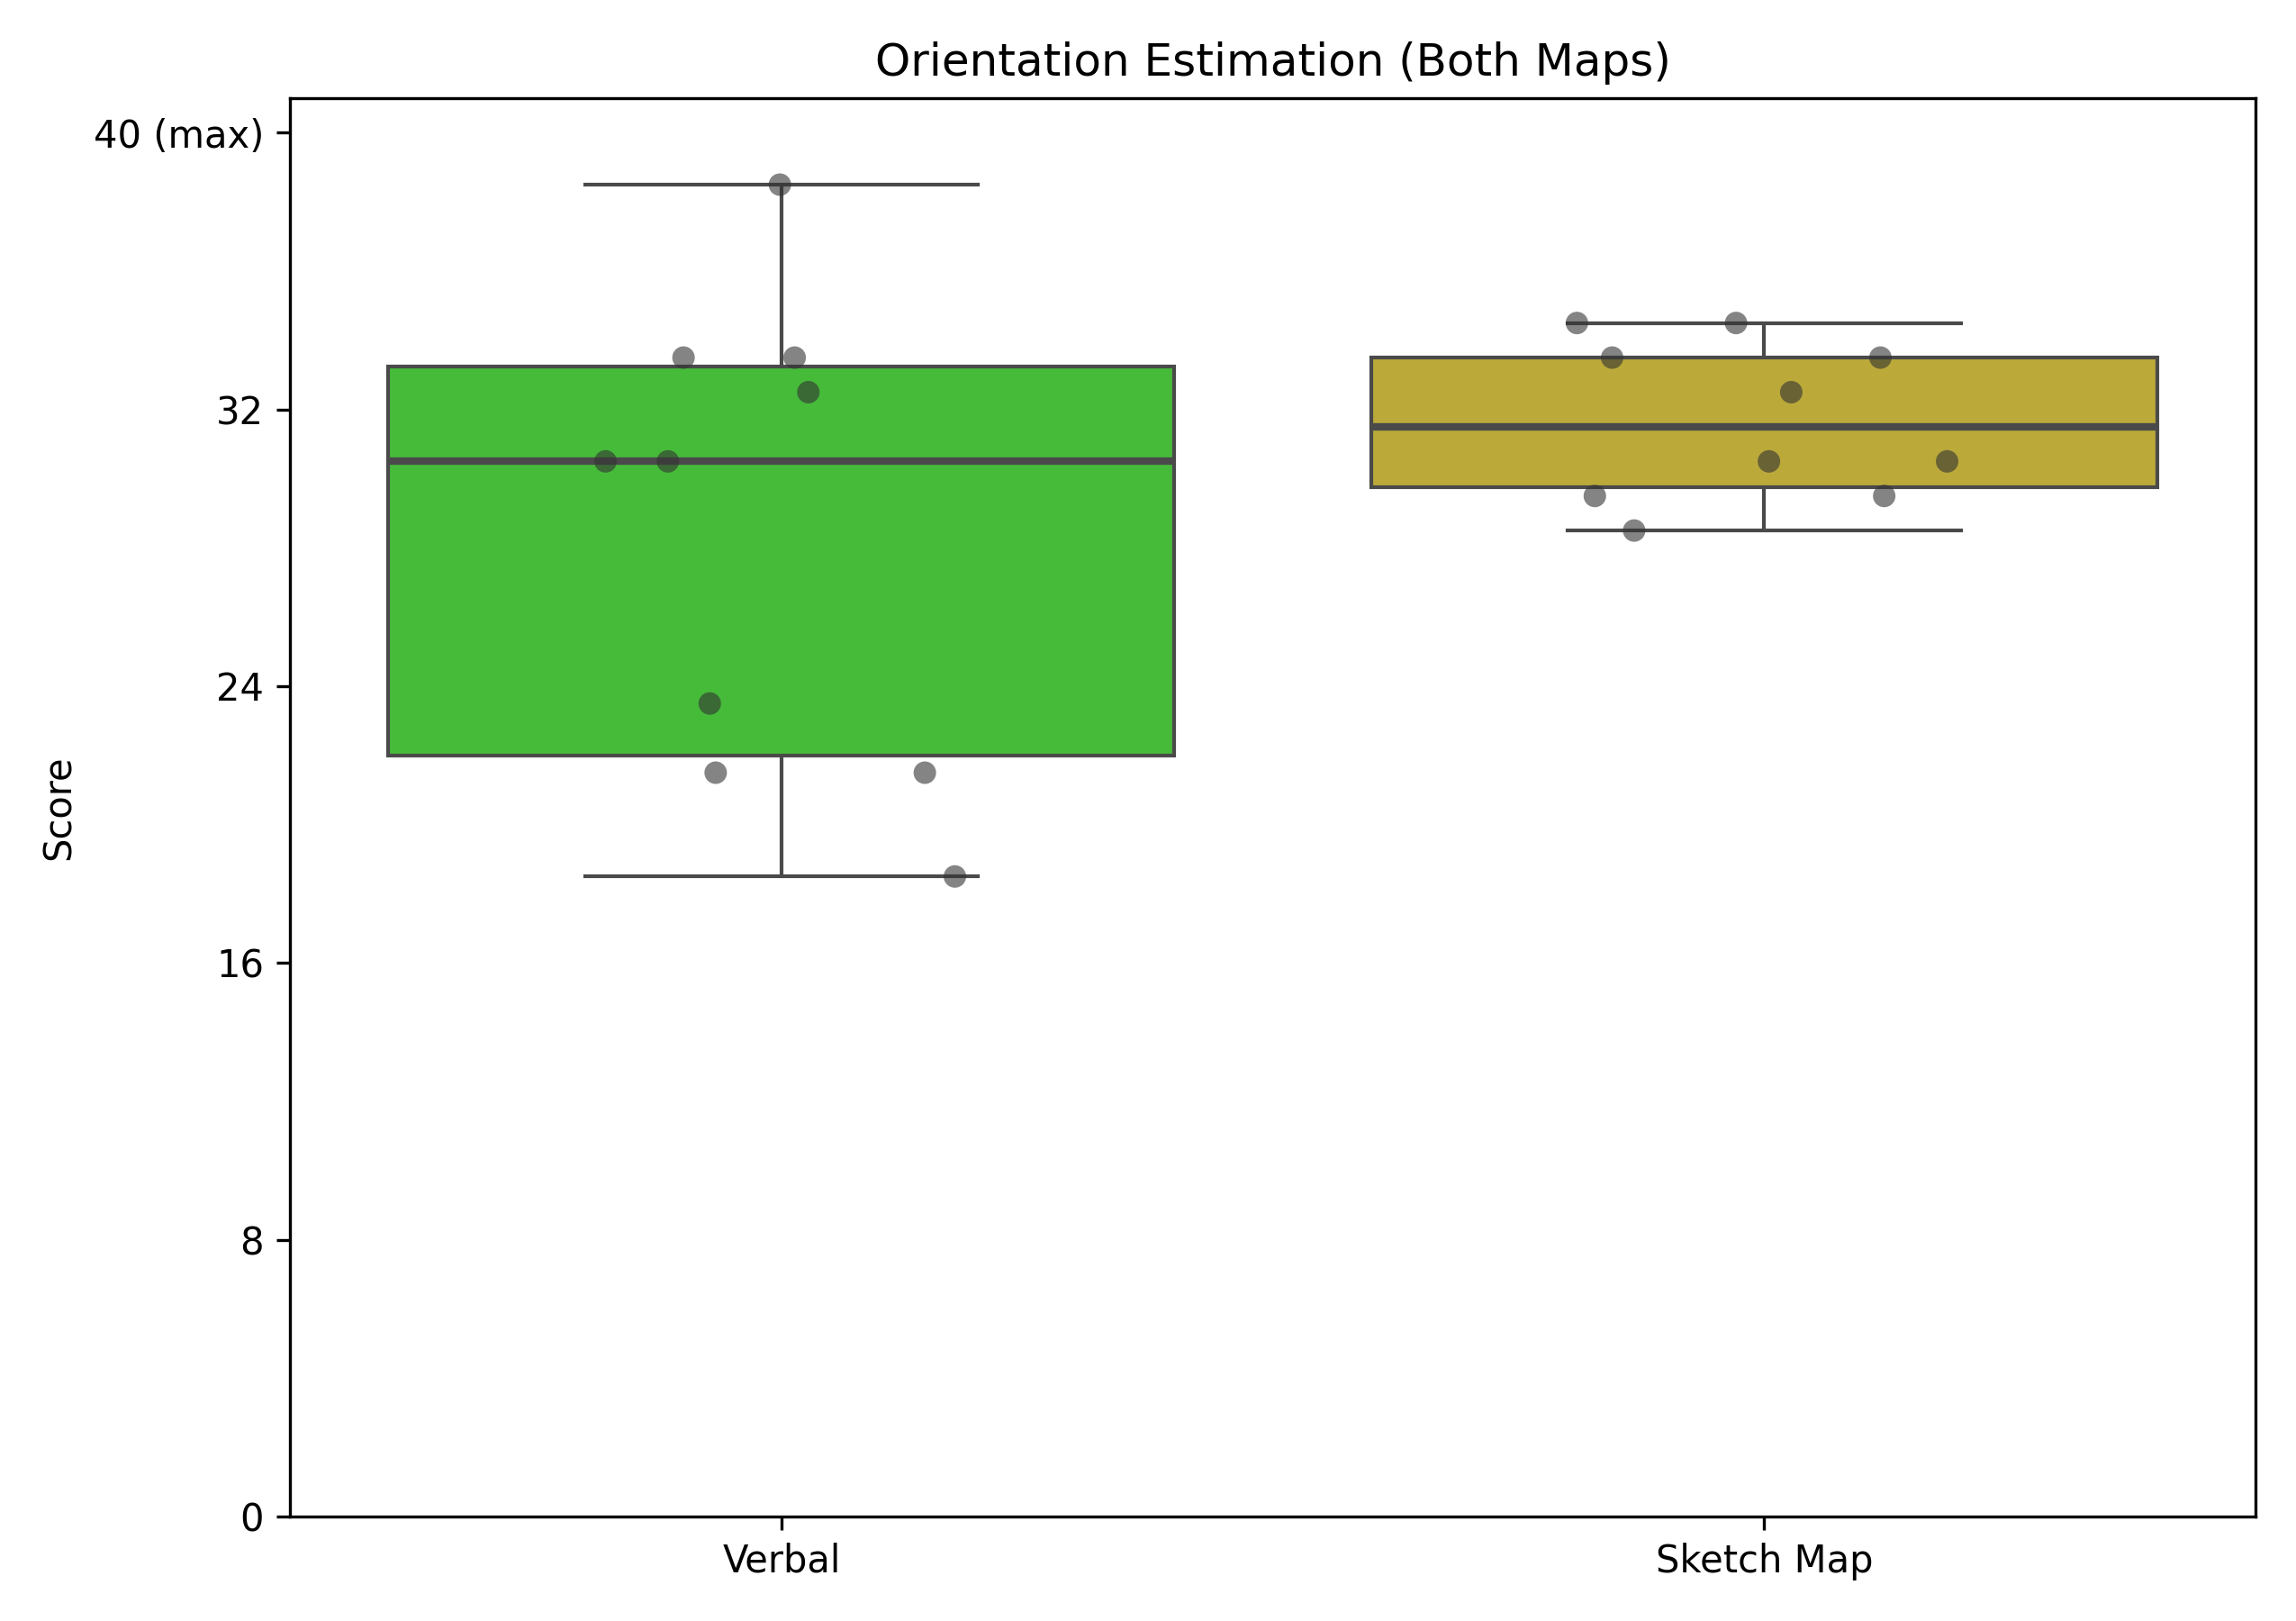 Orientation Estimation (Both Maps)
40 (max)
32
24
16
8
0
Score
Verbal
Sketch Map